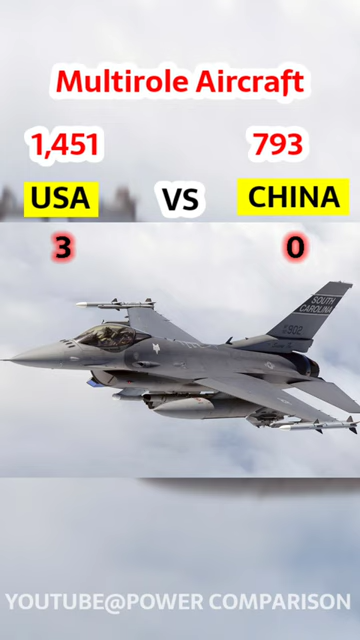 Multirole Aircraft
1,451 793
USA VS CHINA
3 0
SOUTH
CAROLINA
YOUTUBE@POWER COMPARISON